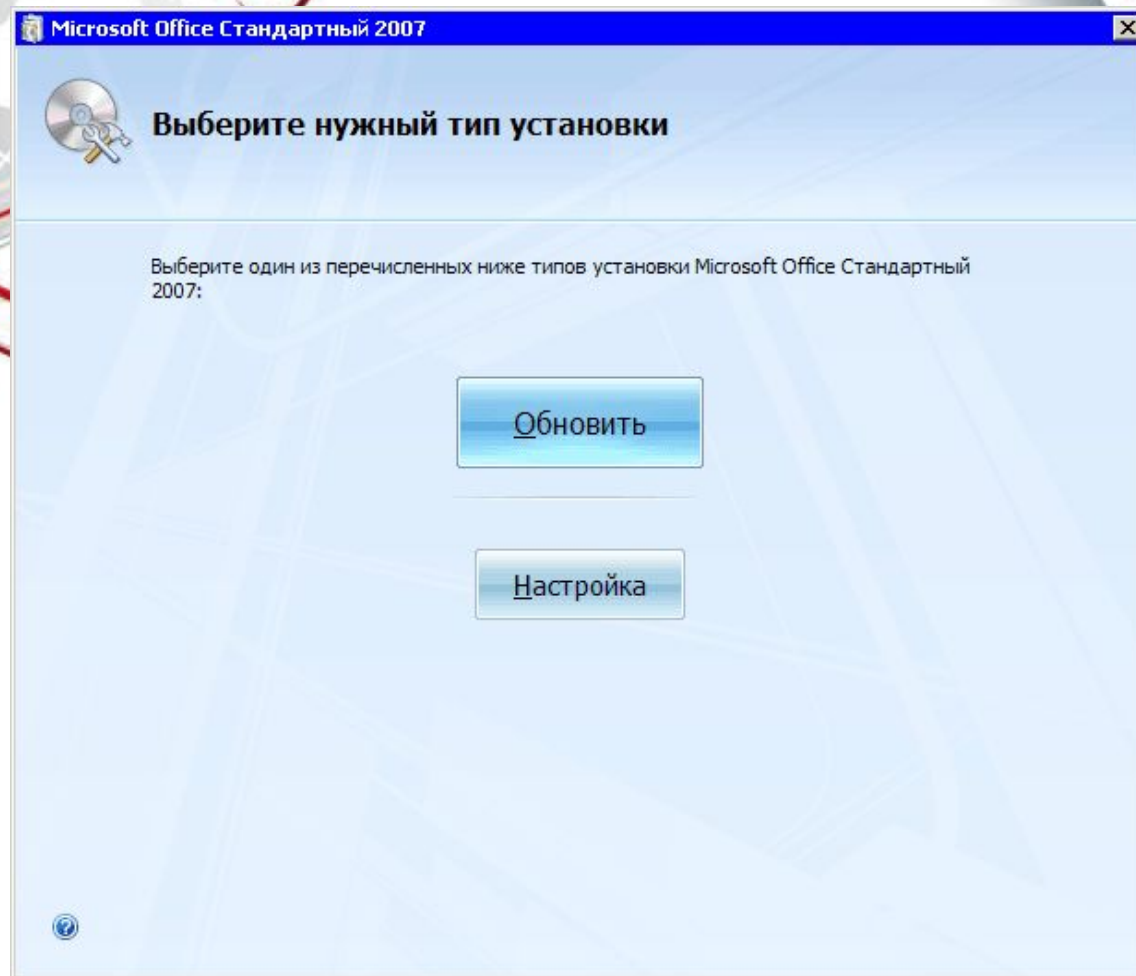 Microsoft Office Стандартный 2007
Выберите нужный тип установки
Выберите один из перечисленных ниже типов установки Microsoft Office Стандартный
2007:
Обновить
Настройка